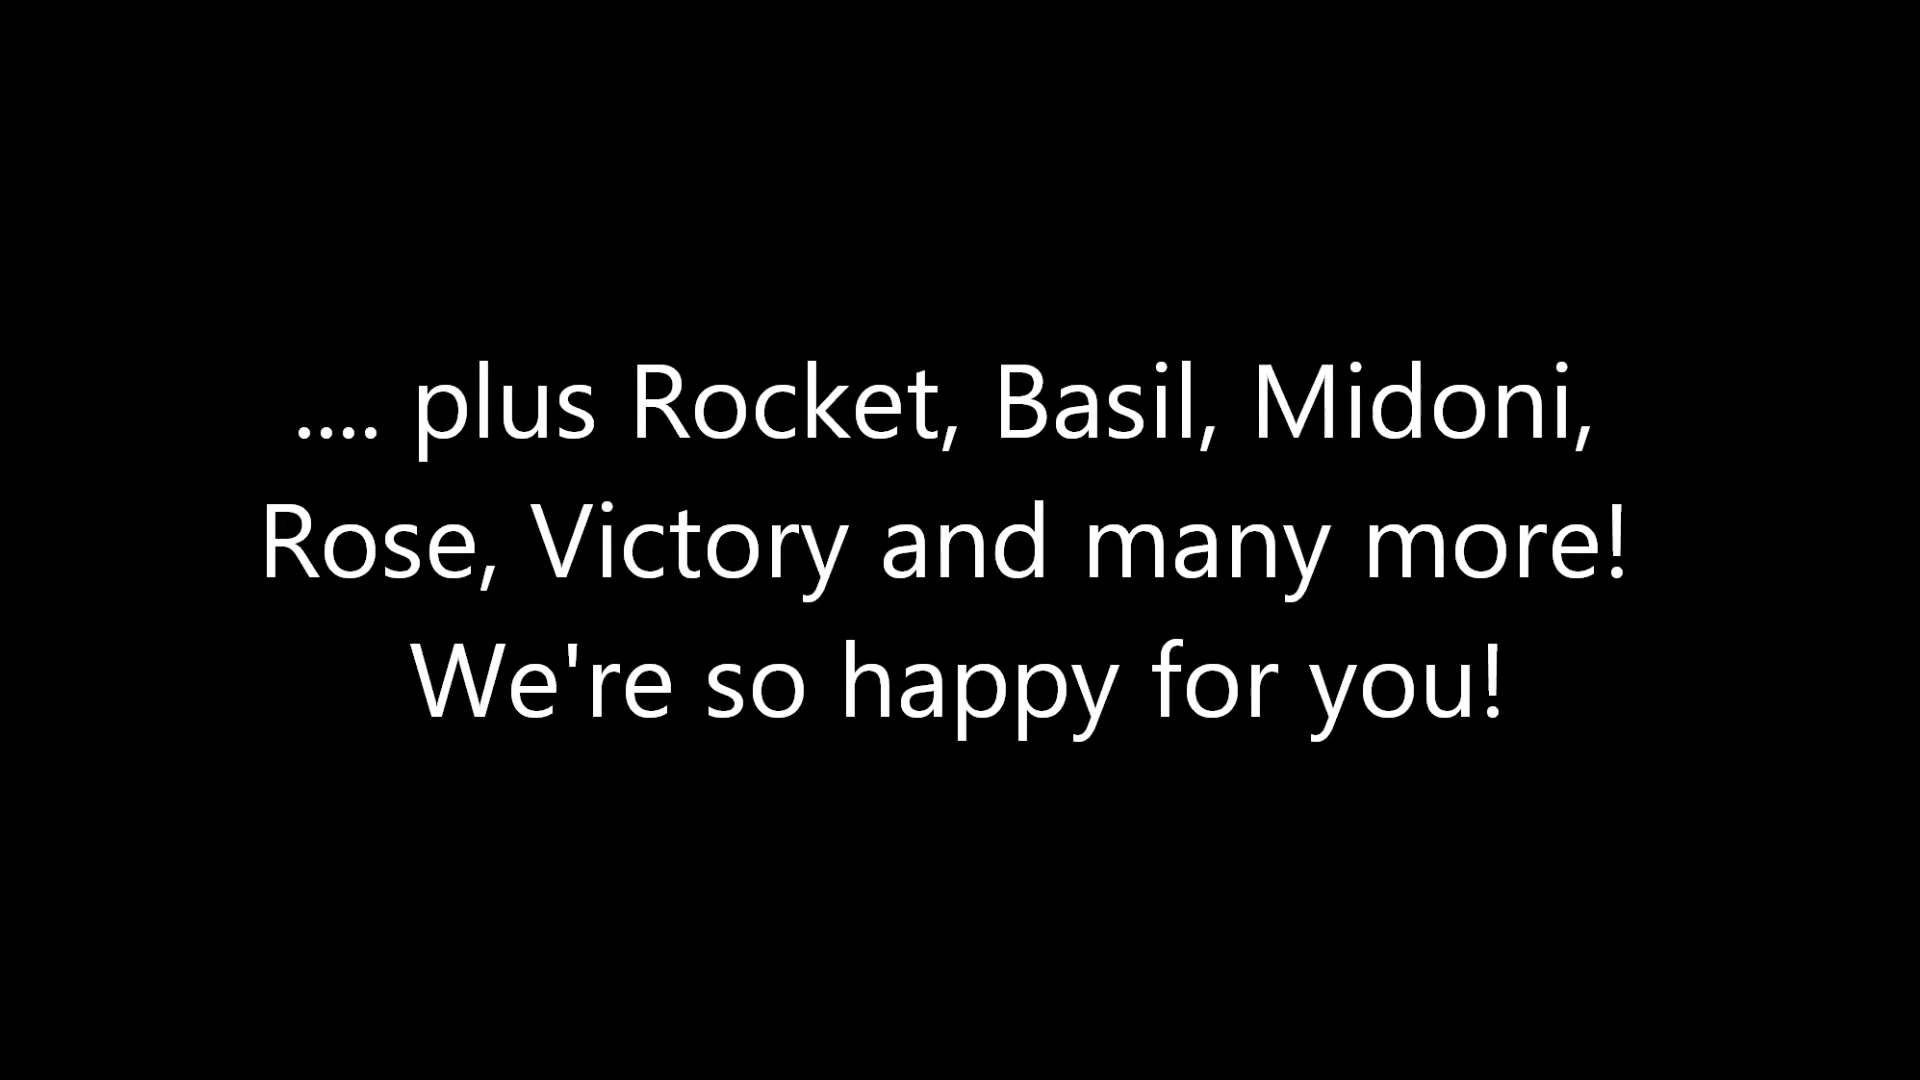 .... plus Rocket, Basil, Midoni,
Rose, Victory and many more!
We're so happy for you!